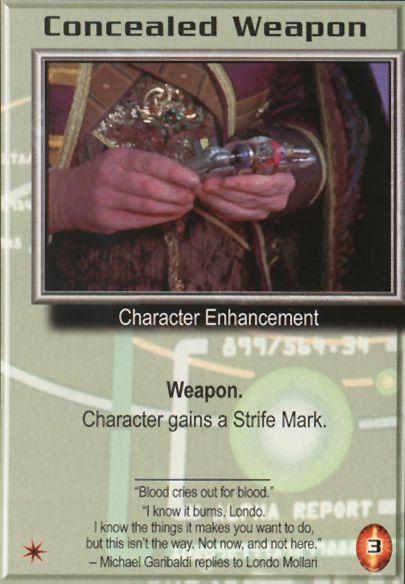 Concealed Weapon
Character Enhancement
899/564.34
Weapon.
Character gains a Strife Mark.
"Blood cries out for blood."
"I know it burns, Londo.
I know the things it makes you want to do,
but this isn't the way. Not now, and not here."
– Michael Garibaldi replies to Londo Mollari
REPORT
3